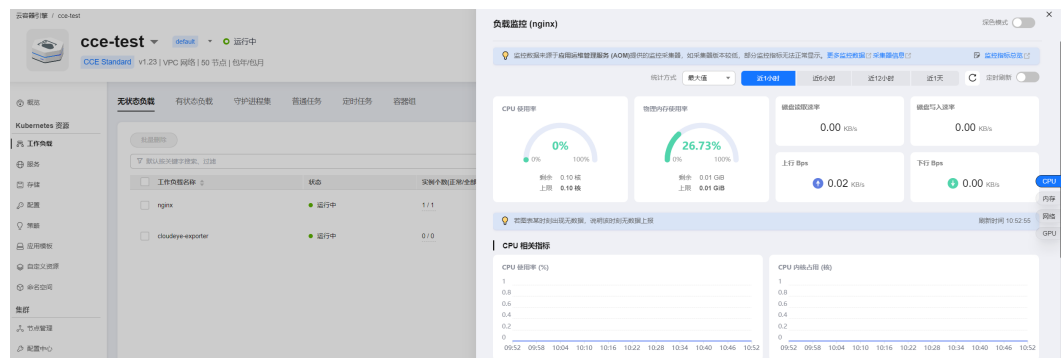 云容器引擎 / cce-test
cce-test default 运行中
CCE Standard v1.23 | VPC 网络 | 50 节点 | 包年/包月
概览
Kubernetes 资源
工作负载
服务
存储
配置
策略
应用模板
自定义资源
命名空间
集群
节点管理
配置中心
无状态负载 有状态负载 守护进程集 普通任务 定时任务 容器组
批量删除
默认按关键字搜索、过滤
工作负载名称 状态 实例个数(正常/全部
nginx 运行中 1 / 1
cloudeye-exporter 运行中 0 / 0
负载监控 (nginx) 深色模式
监控数据来源于应用运维管理服务 (AOM)提供的监控采集器，如采集器版本较低，部分监控指标无法正常显示。更多监控数据 采集器信息 监控指标总览
统计方式 最大值 近1小时 近6小时 近12小时 近1天 定时刷新
CPU 使用率
0%
0% 100%
剩余 0.10 核
上限 0.10 核
物理内存使用率
26.73%
0% 100%
剩余 0.01 GiB
上限 0.01 GiB
磁盘读取速率
0.00 KB/s
磁盘写入速率
0.00 KB/s
上行 Bps
0.02 KB/s
下行 Bps
0.00 KB/s
CPU
内存
网络
GPU
若图表某时刻出现无数据，说明该时刻无数据上报 刷新时间 10:52:55
CPU 相关指标
CPU 使用率 (%)
1
0.8
0.6
0.4
0.2
0
09:52 09:58 10:04 10:10 10:16 10:22 10:28 10:34 10:40 10:46 10:52
CPU 内核占用 (核)
1
0.8
0.6
0.4
0.2
0
09:52 09:58 10:04 10:10 10:16 10:22 10:28 10:34 10:40 10:46 10:52